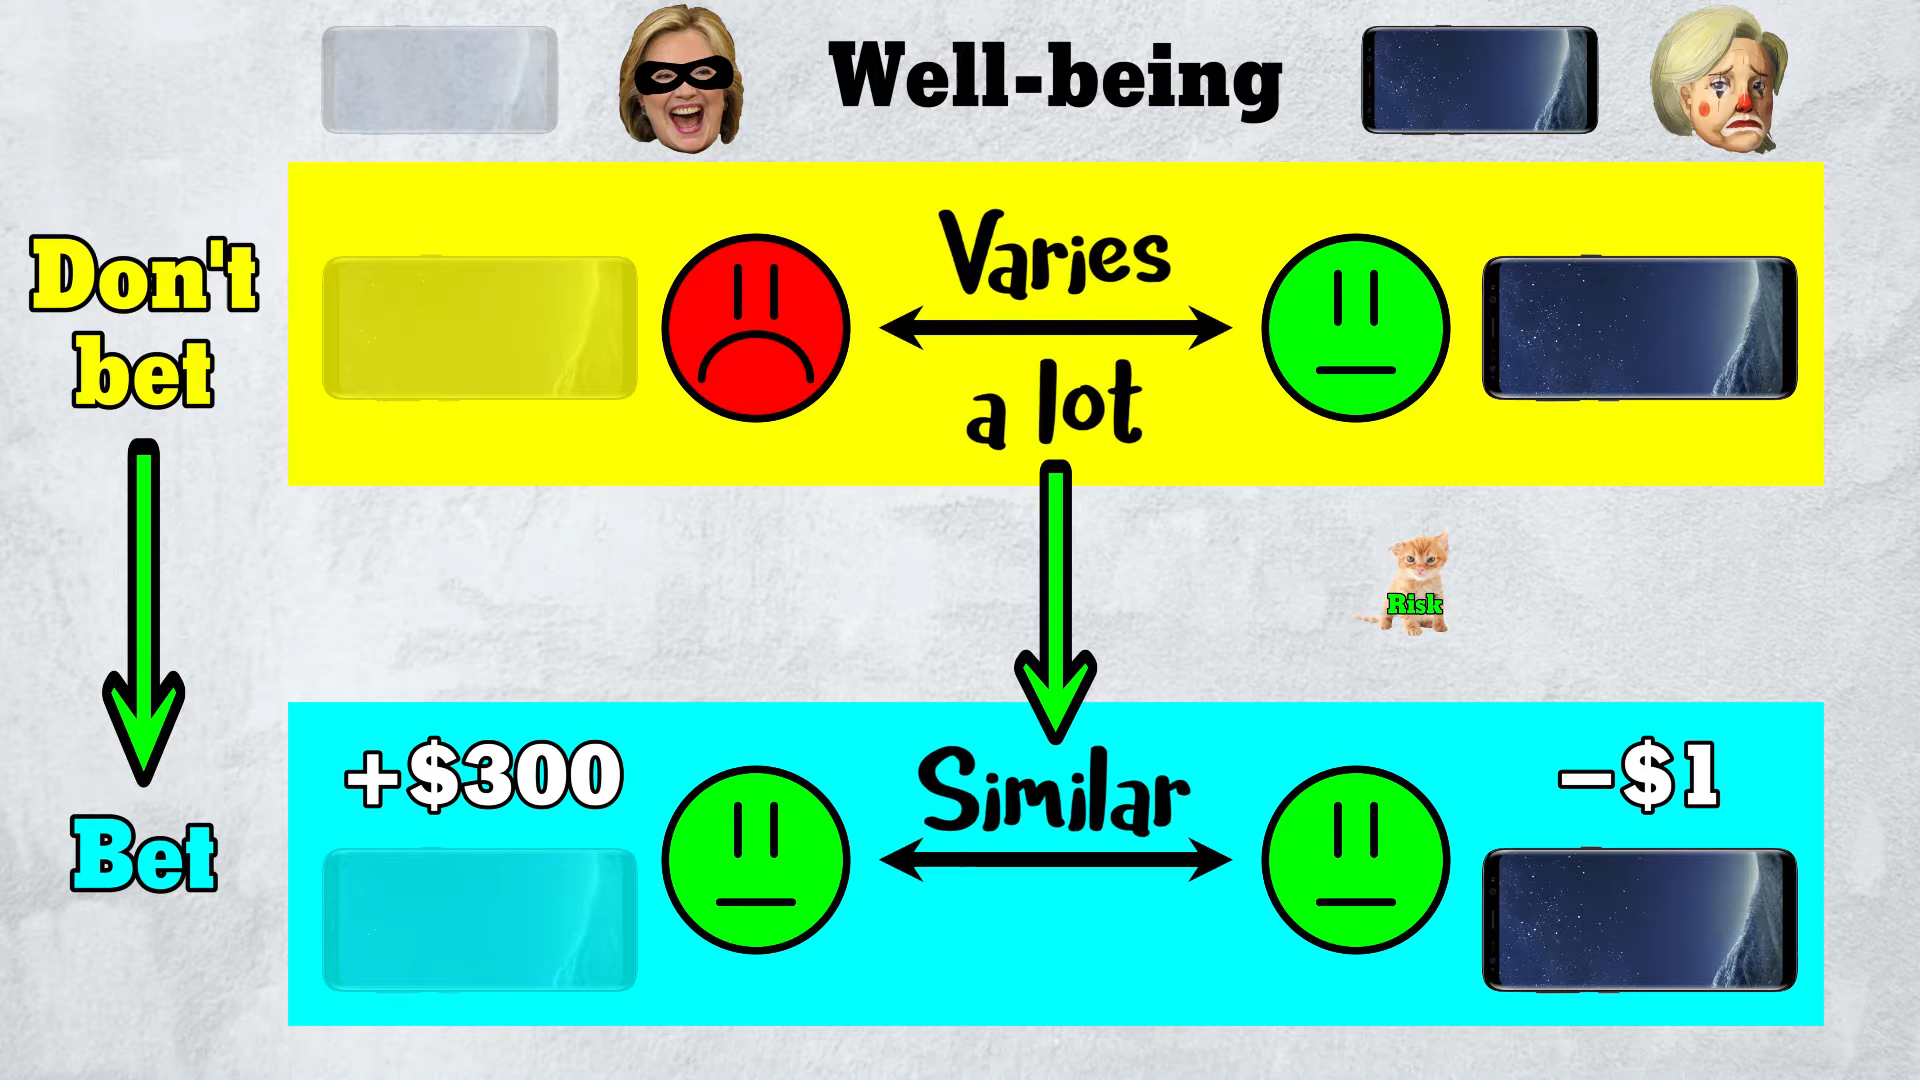 Well-being
Don't
bet
Varies
a lot
Risk
+$300
Similar
–$1
Bet